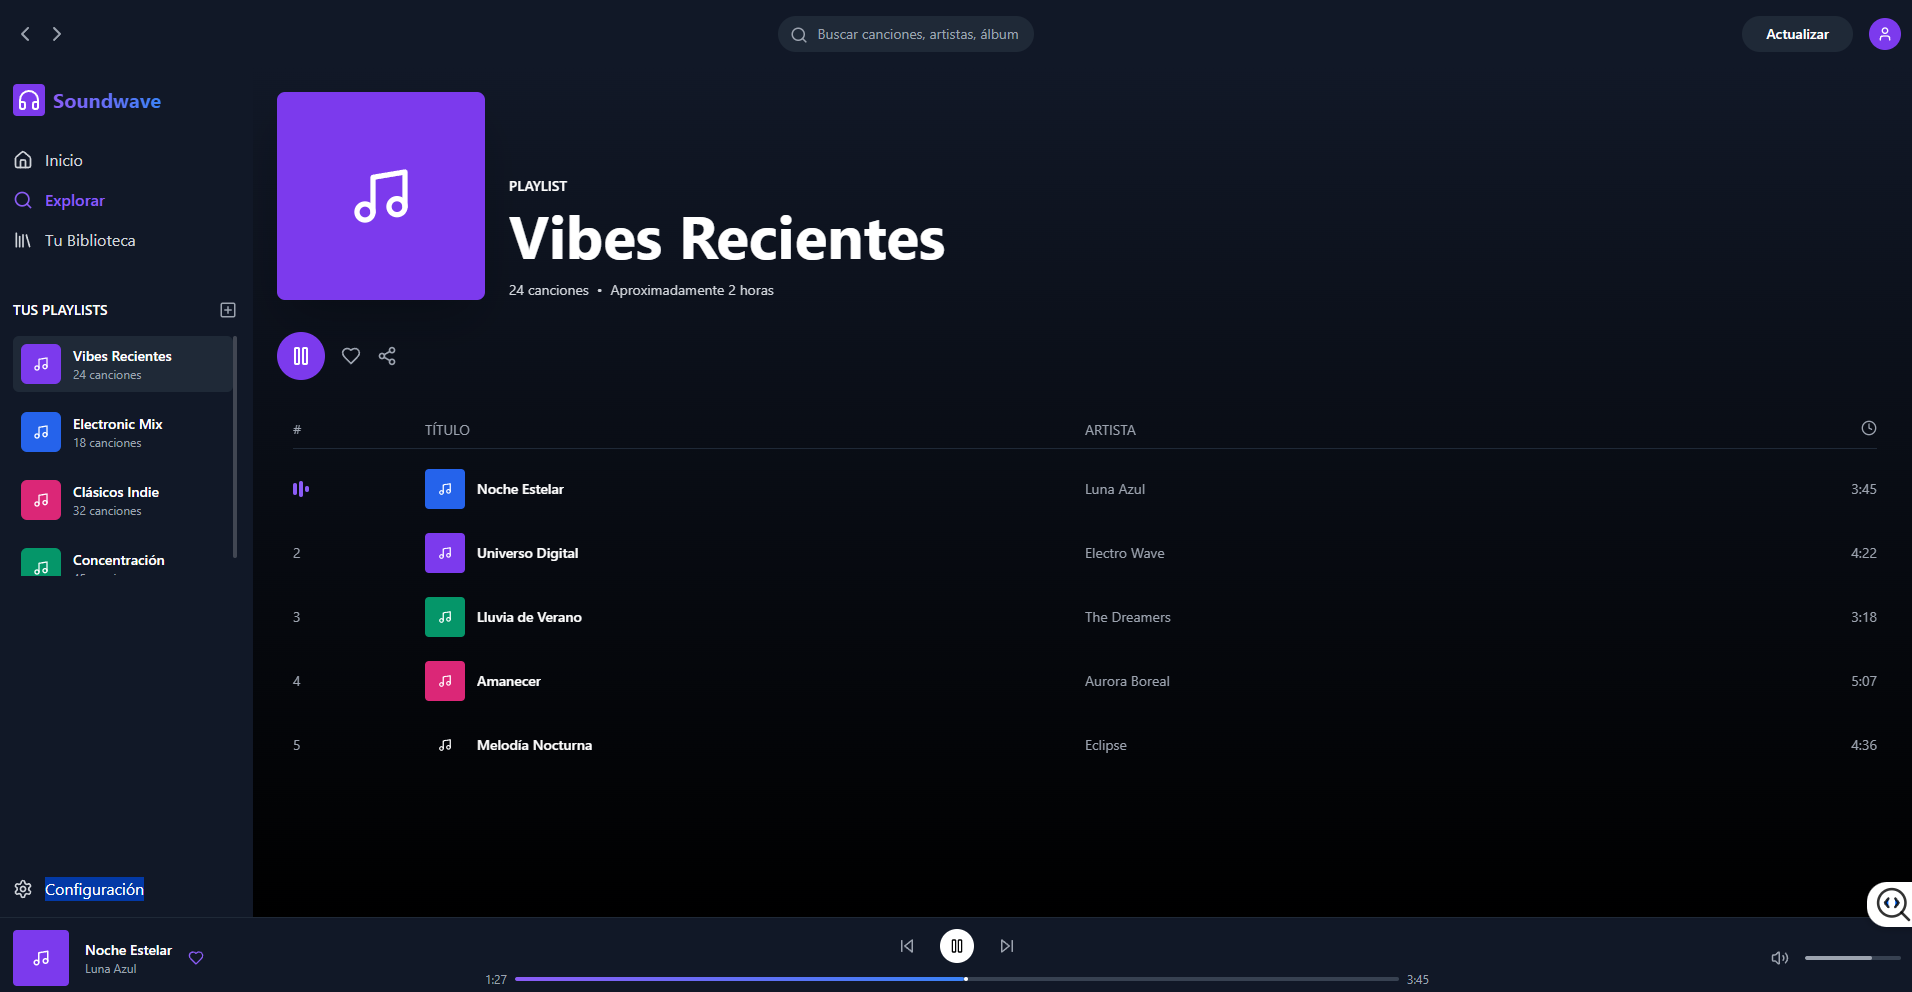 Buscar canciones, artistas, álbum
Actualizar
Soundwave
Inicio
Explorar
Tu Biblioteca
TUS PLAYLISTS
Vibes Recientes
24 canciones
Electronic Mix
18 canciones
Clásicos Indie
32 canciones
Concentración
Configuración
PLAYLIST
Vibes Recientes
24 canciones • Aproximadamente 2 horas
# TÍTULO ARTISTA
Noche Estelar Luna Azul 3:45
2 Universo Digital Electro Wave 4:22
3 Lluvia de Verano The Dreamers 3:18
4 Amanecer Aurora Boreal 5:07
5 Melodía Nocturna Eclipse 4:36
Noche Estelar
Luna Azul
1:27 3:45